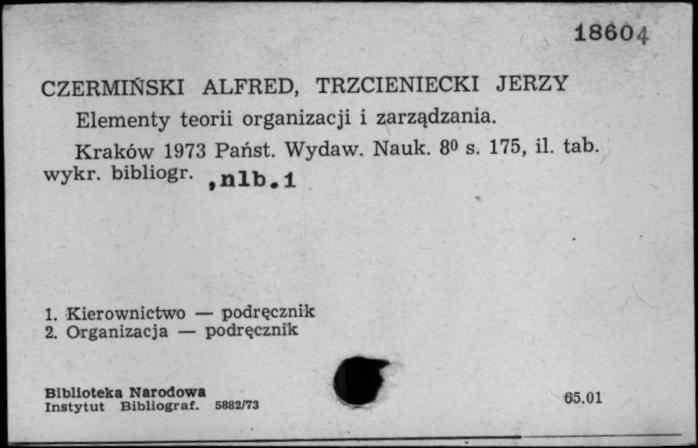 18604
CZERMIŃSKI ALFRED, TRZCIENIECKI JERZY
Elementy teorii organizacji i zarządzania.
Kraków 1973 Państ. Wydaw. Nauk. 8⁰ s. 175, il. tab.
wykr. bibliogr. ,nlb.1
1. Kierownictwo — podręcznik
2. Organizacja — podręcznik
Biblioteka Narodowa
Instytut Bibliograf. 5882/73
65.01